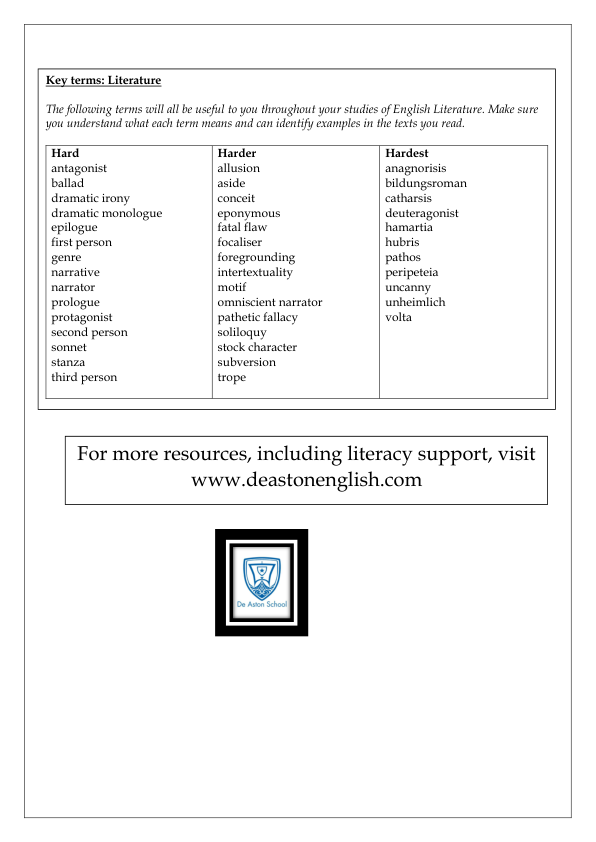 Key terms: Literature
The following terms will all be useful to you throughout your studies of English Literature. Make sure
you understand what each term means and can identify examples in the texts you read.
Hard
antagonist
ballad
dramatic irony
dramatic monologue
epilogue
first person
genre
narrative
narrator
prologue
protagonist
second person
sonnet
stanza
third person
Harder
allusion
aside
conceit
eponymous
fatal flaw
focaliser
foregrounding
intertextuality
motif
omniscient narrator
pathetic fallacy
soliloquy
stock character
subversion
trope
Hardest
anagnorisis
bildungsroman
catharsis
deuteragonist
hamartia
hubris
pathos
peripeteia
uncanny
unheimlich
volta
For more resources, including literacy support, visit
www.deastonenglish.com
De Aston School